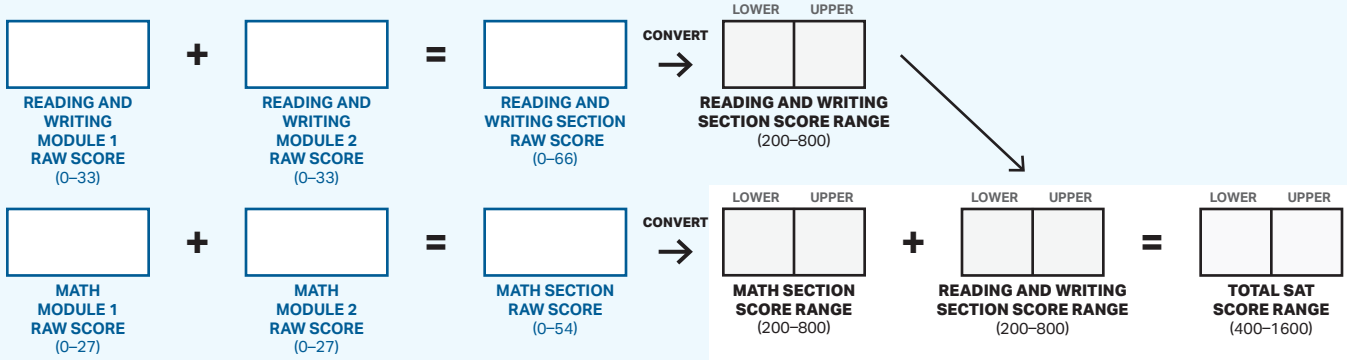 LOWER UPPER
+
=
CONVERT
→
READING AND
WRITING
MODULE 1
RAW SCORE
(0–33)
READING AND
WRITING
MODULE 2
RAW SCORE
(0–33)
READING AND
WRITING SECTION
RAW SCORE
(0–66)
READING AND WRITING
SECTION SCORE RANGE
(200–800)
LOWER UPPER
LOWER UPPER
LOWER UPPER
+
=
CONVERT
→
+
=
MATH
MODULE 1
RAW SCORE
(0–27)
MATH
MODULE 2
RAW SCORE
(0–27)
MATH SECTION
RAW SCORE
(0–54)
MATH SECTION
SCORE RANGE
(200–800)
READING AND WRITING
SECTION SCORE RANGE
(200–800)
TOTAL SAT
SCORE RANGE
(400–1600)